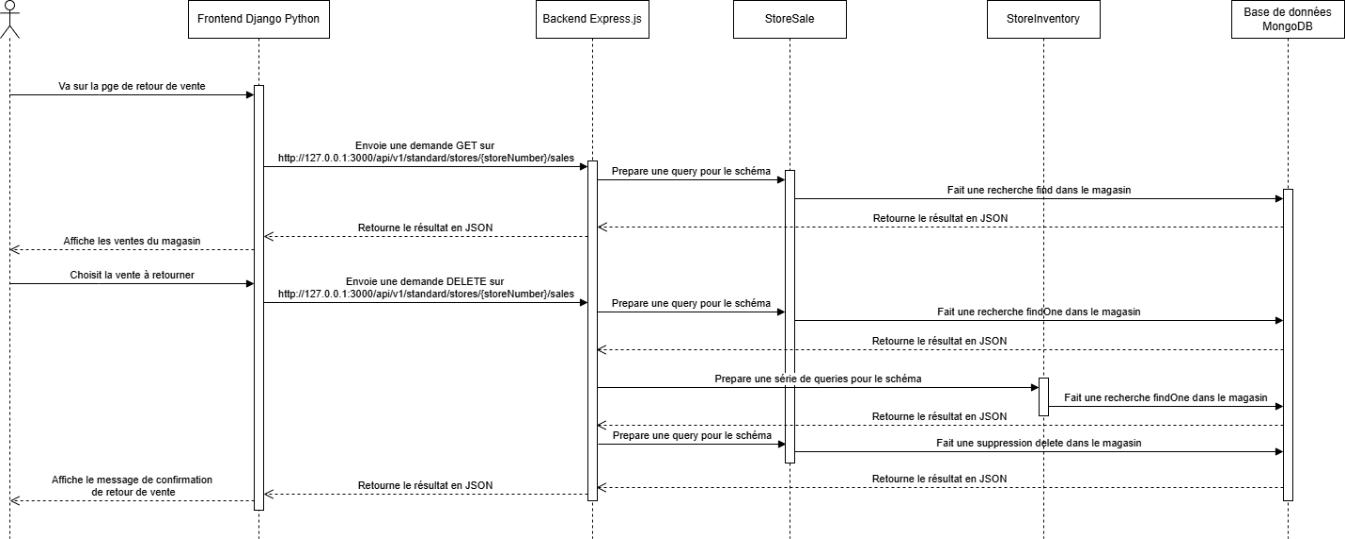 Frontend Django Python
Backend Express.js
StoreSale
StoreInventory
Base de données
MongoDB
Va sur la pge de retour de vente
Envoie une demande GET sur
http://127.0.0.1:3000/api/v1/standard/stores/{storeNumber}/sales
Prepare une query pour le schéma
Fait une recherche find dans le magasin
Retourne le résultat en JSON
Retourne le résultat en JSON
Affiche les ventes du magasin
Choisit la vente à retourner
Envoie une demande DELETE sur
http://127.0.0.1:3000/api/v1/standard/stores/{storeNumber}/sales
Prepare une query pour le schéma
Fait une recherche findOne dans le magasin
Retourne le résultat en JSON
Prepare une série de queries pour le schéma
Fait une recherche findOne dans le magasin
Retourne le résultat en JSON
Prepare une query pour le schéma
Fait une suppression delete dans le magasin
Retourne le résultat en JSON
Retourne le résultat en JSON
Affiche le message de confirmation
de retour de vente